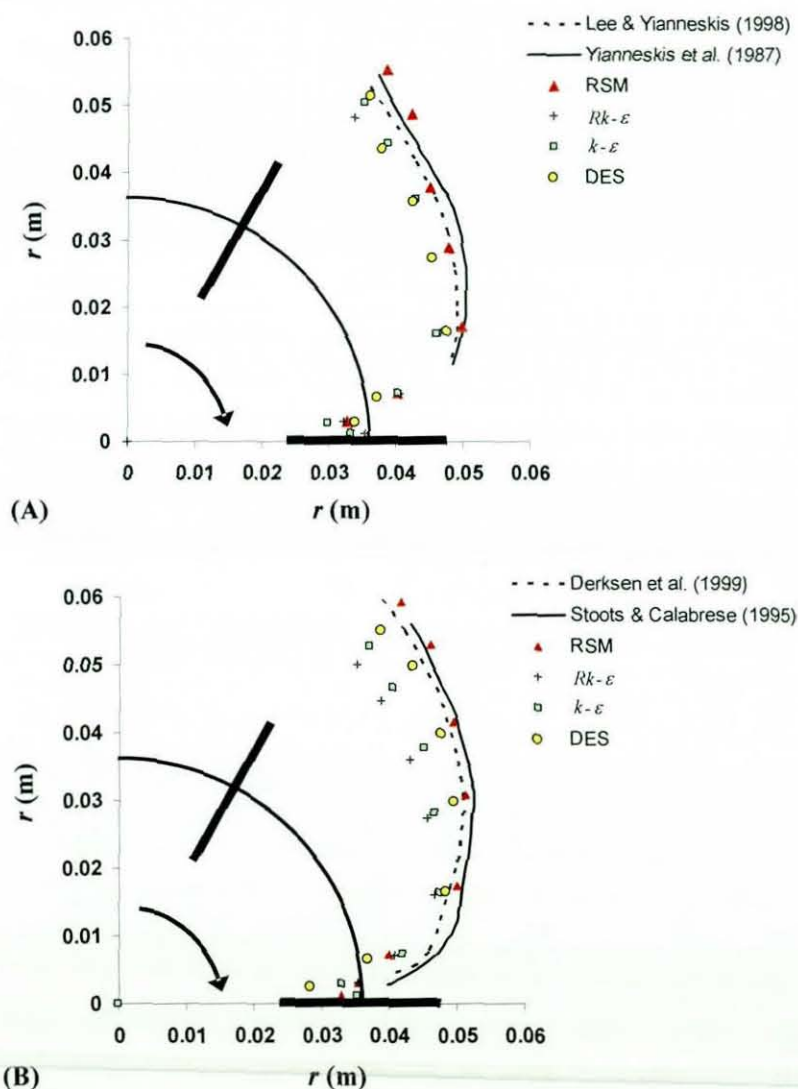 Lee & Yianneskis (1998)
Yianneskis et al. (1987)
RSM
Rk-ε
k-ε
DES
0.06
0.05
0.04
0.03
0.02
0.01
0
r (m)
0 0.01 0.02 0.03 0.04 0.05 0.06
(A)
r (m)
Derksen et al. (1999)
Stoots & Calabrese (1995)
RSM
Rk-ε
k-ε
DES
0.06
0.05
0.04
0.03
0.02
0.01
0
r (m)
0 0.01 0.02 0.03 0.04 0.05 0.06
(B)
r (m)